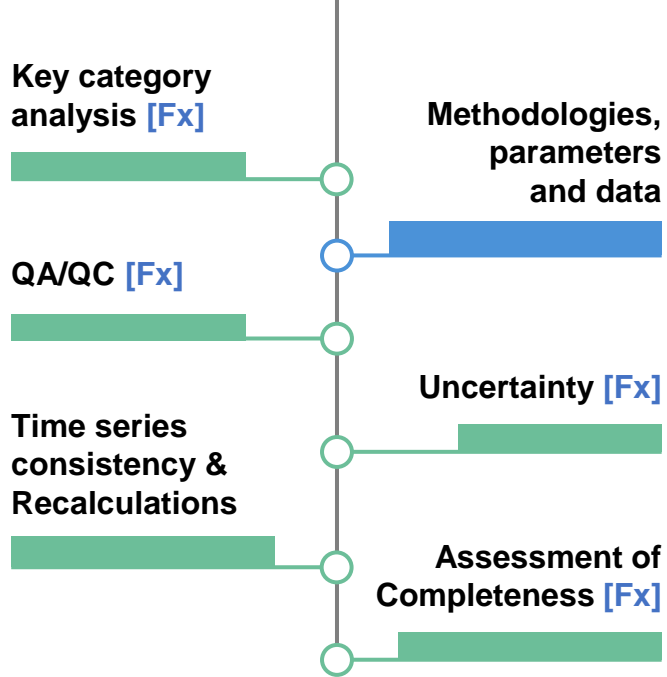 Key category
analysis [Fx]
Methodologies,
parameters
and data
QA/QC [Fx]
Uncertainty [Fx]
Time series
consistency &
Recalculations
Assessment of
Completeness [Fx]